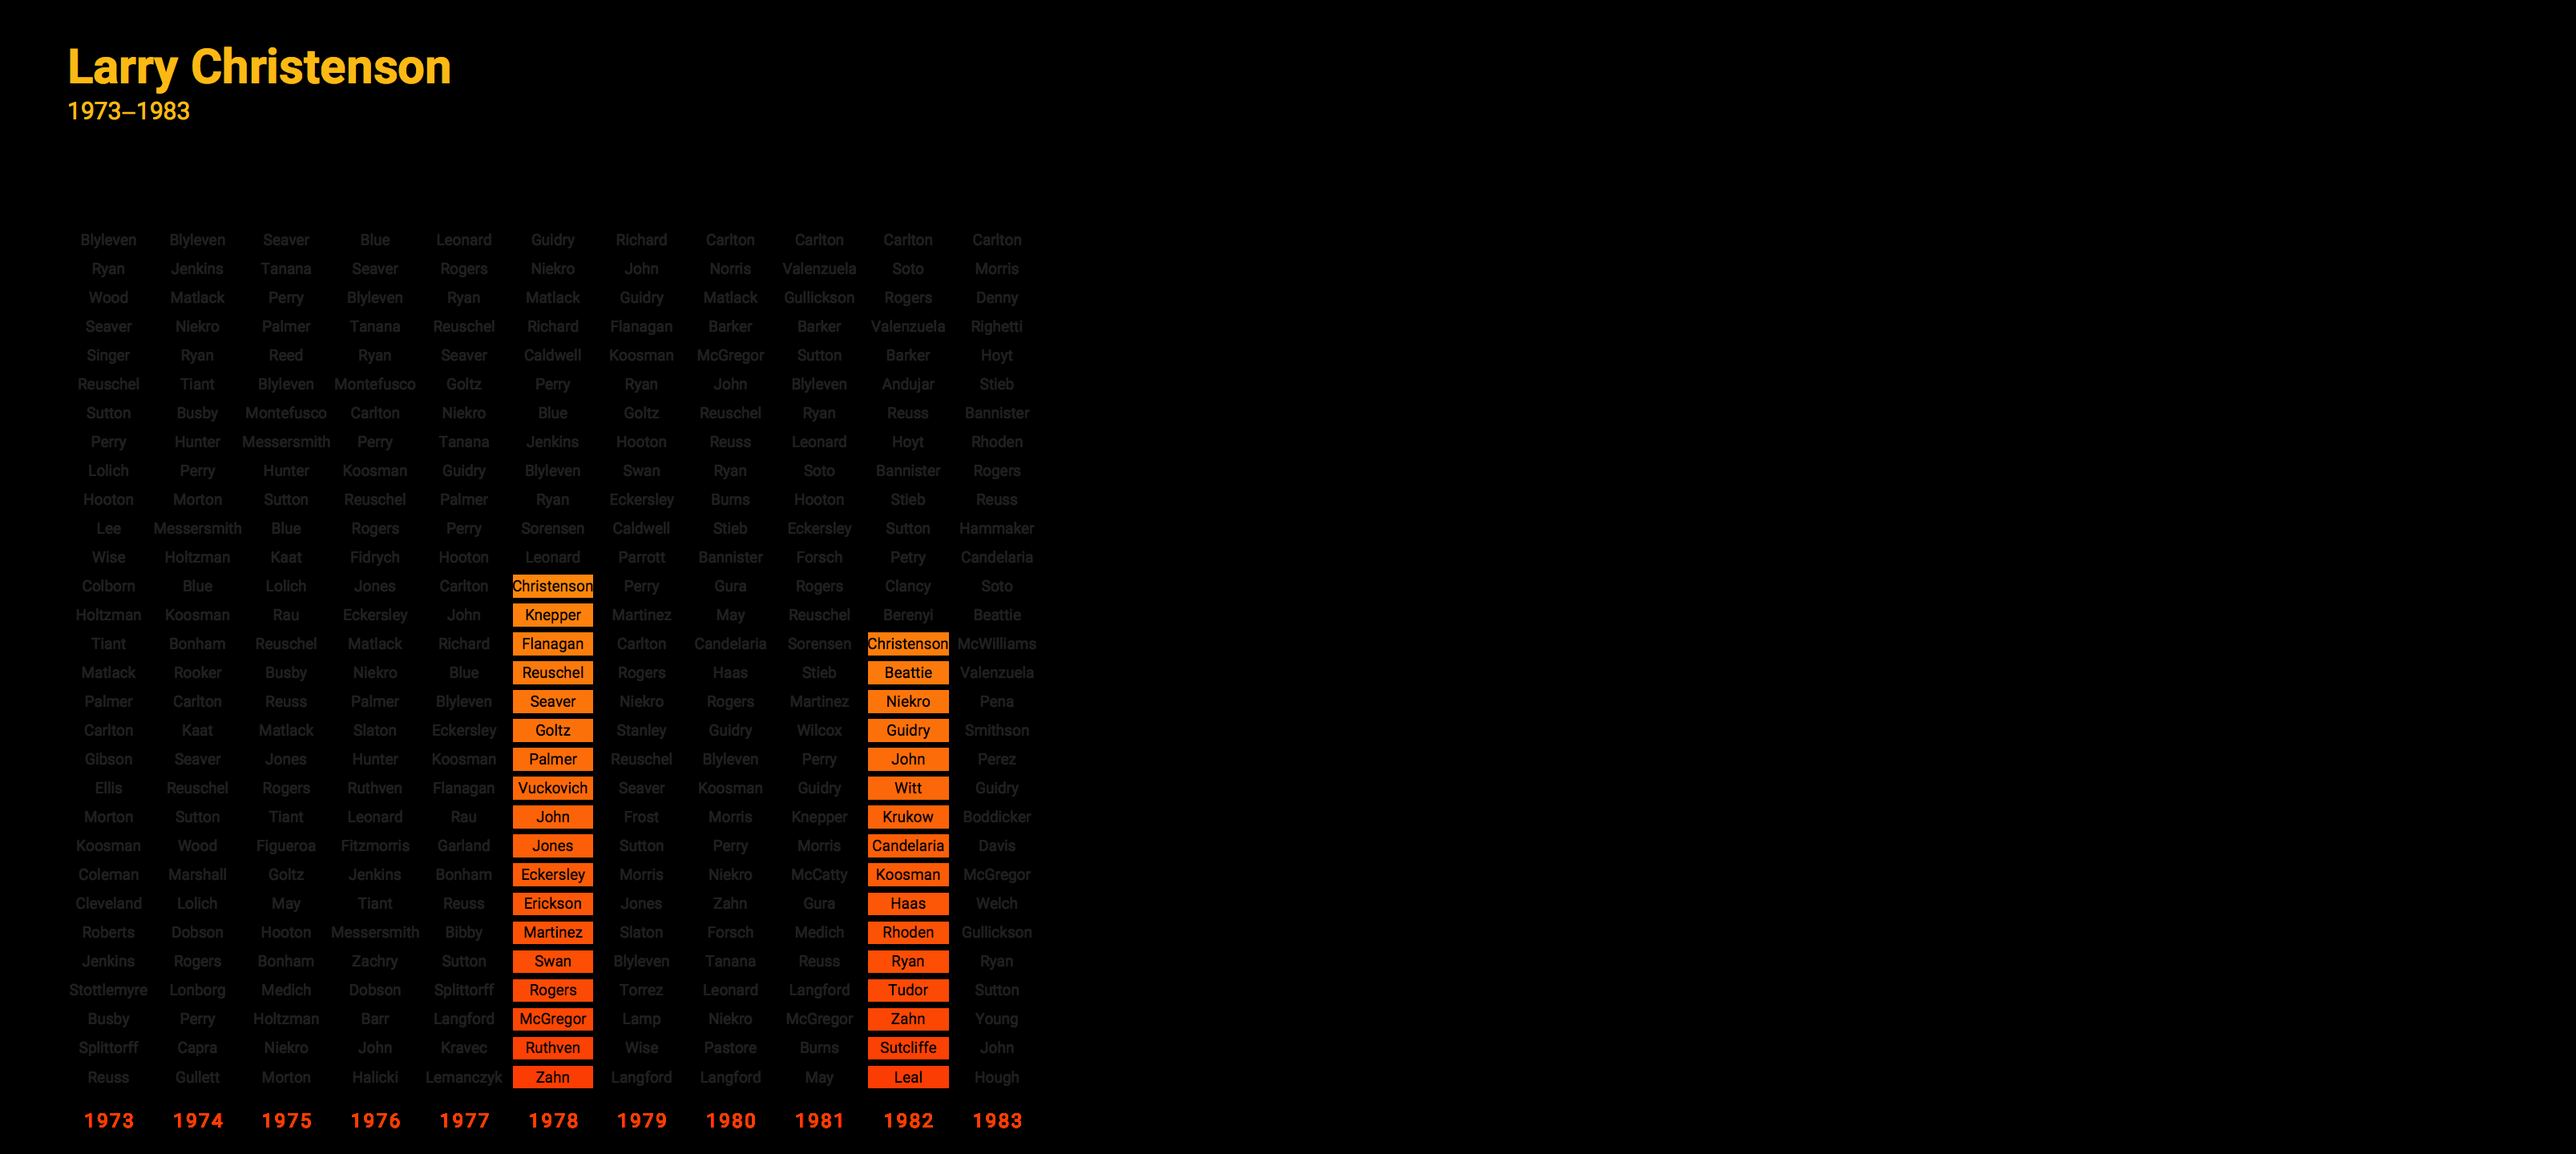 Larry Christenson
1973–1983
Blyleven Blyleven Seaver Blue Leonard Guidry Richard Carlton Carlton Carlton Carlton
Ryan Jenkins Tanana Seaver Rogers Niekro John Norris Valenzuela Soto Morris
Wood Matlack Perry Blyleven Ryan Matlack Guidry Matlack Gullickson Rogers Denny
Seaver Niekro Palmer Tanana Reuschel Richard Flanagan Barker Barker Valenzuela Righetti
Singer Ryan Reed Ryan Seaver Caldwell Koosman McGregor Sutton Barker Hoyt
Reuschel Tiant Blyleven Montefusco Goltz Perry Ryan John Blyleven Andujar Stieb
Sutton Busby Montefusco Carlton Niekro Blue Goltz Reuschel Ryan Reuss Bannister
Perry Hunter Messersmith Perry Tanana Jenkins Hooton Reuss Leonard Hoyt Rhoden
Lolich Perry Hunter Koosman Guidry Blyleven Swan Ryan Soto Bannister Rogers
Hooton Morton Sutton Reuschel Palmer Ryan Eckersley Burns Hooton Stieb Reuss
Lee Messersmith Blue Rogers Perry Sorensen Caldwell Stieb Eckersley Sutton Hammaker
Wise Holtzman Kaat Fidrych Hooton Leonard Parrott Bannister Forsch Petry Candelaria
Colborn Blue Lolich Jones Carlton Christenson Perry Gura Rogers Clancy Soto
Holtzman Koosman Rau Eckersley John Knepper Martinez May Reuschel Berenyi Beattie
Tiant Bonham Reuschel Matlack Richard Flanagan Carlton Candelaria Sorensen Christenson McWilliams
Matlack Rooker Busby Niekro Blue Reuschel Rogers Haas Stieb Beattie Valenzuela
Palmer Carlton Reuss Palmer Blyleven Seaver Niekro Rogers Martinez Niekro Pena
Carlton Kaat Matlack Slaton Eckersley Goltz Stanley Guidry Wilcox Guidry Smithson
Gibson Seaver Jones Hunter Koosman Palmer Reuschel Blyleven Perry John Perez
Ellis Reuschel Rogers Ruthven Flanagan Vuckovich Seaver Koosman Guidry Witt Guidry
Morton Sutton Tiant Leonard Rau John Frost Morris Knepper Krukow Boddicker
Koosman Wood Figueroa Fitzmorris Garland Jones Sutton Perry Morris Candelaria Davis
Coleman Marshall Goltz Jenkins Bonham Eckersley Morris Niekro McCatty Koosman McGregor
Cleveland Lolich May Tiant Reuss Erickson Jones Zahn Gura Haas Welch
Roberts Dobson Hooton Messersmith Bibby Martinez Slaton Forsch Medich Rhoden Gullickson
Jenkins Rogers Bonham Zachry Sutton Swan Blyleven Tanana Reuss Ryan Ryan
Stottlemyre Lonborg Medich Dobson Splittorff Rogers Torrez Leonard Langford Tudor Sutton
Busby Perry Holtzman Barr Langford McGregor Lamp Niekro McGregor Zahn Young
Splittorff Capra Niekro John Kravec Ruthven Wise Pastore Burns Sutcliffe John
Reuss Gullett Morton Halicki Lemanczyk Zahn Langford Langford May Leal Hough
1973 1974 1975 1976 1977 1978 1979 1980 1981 1982 1983